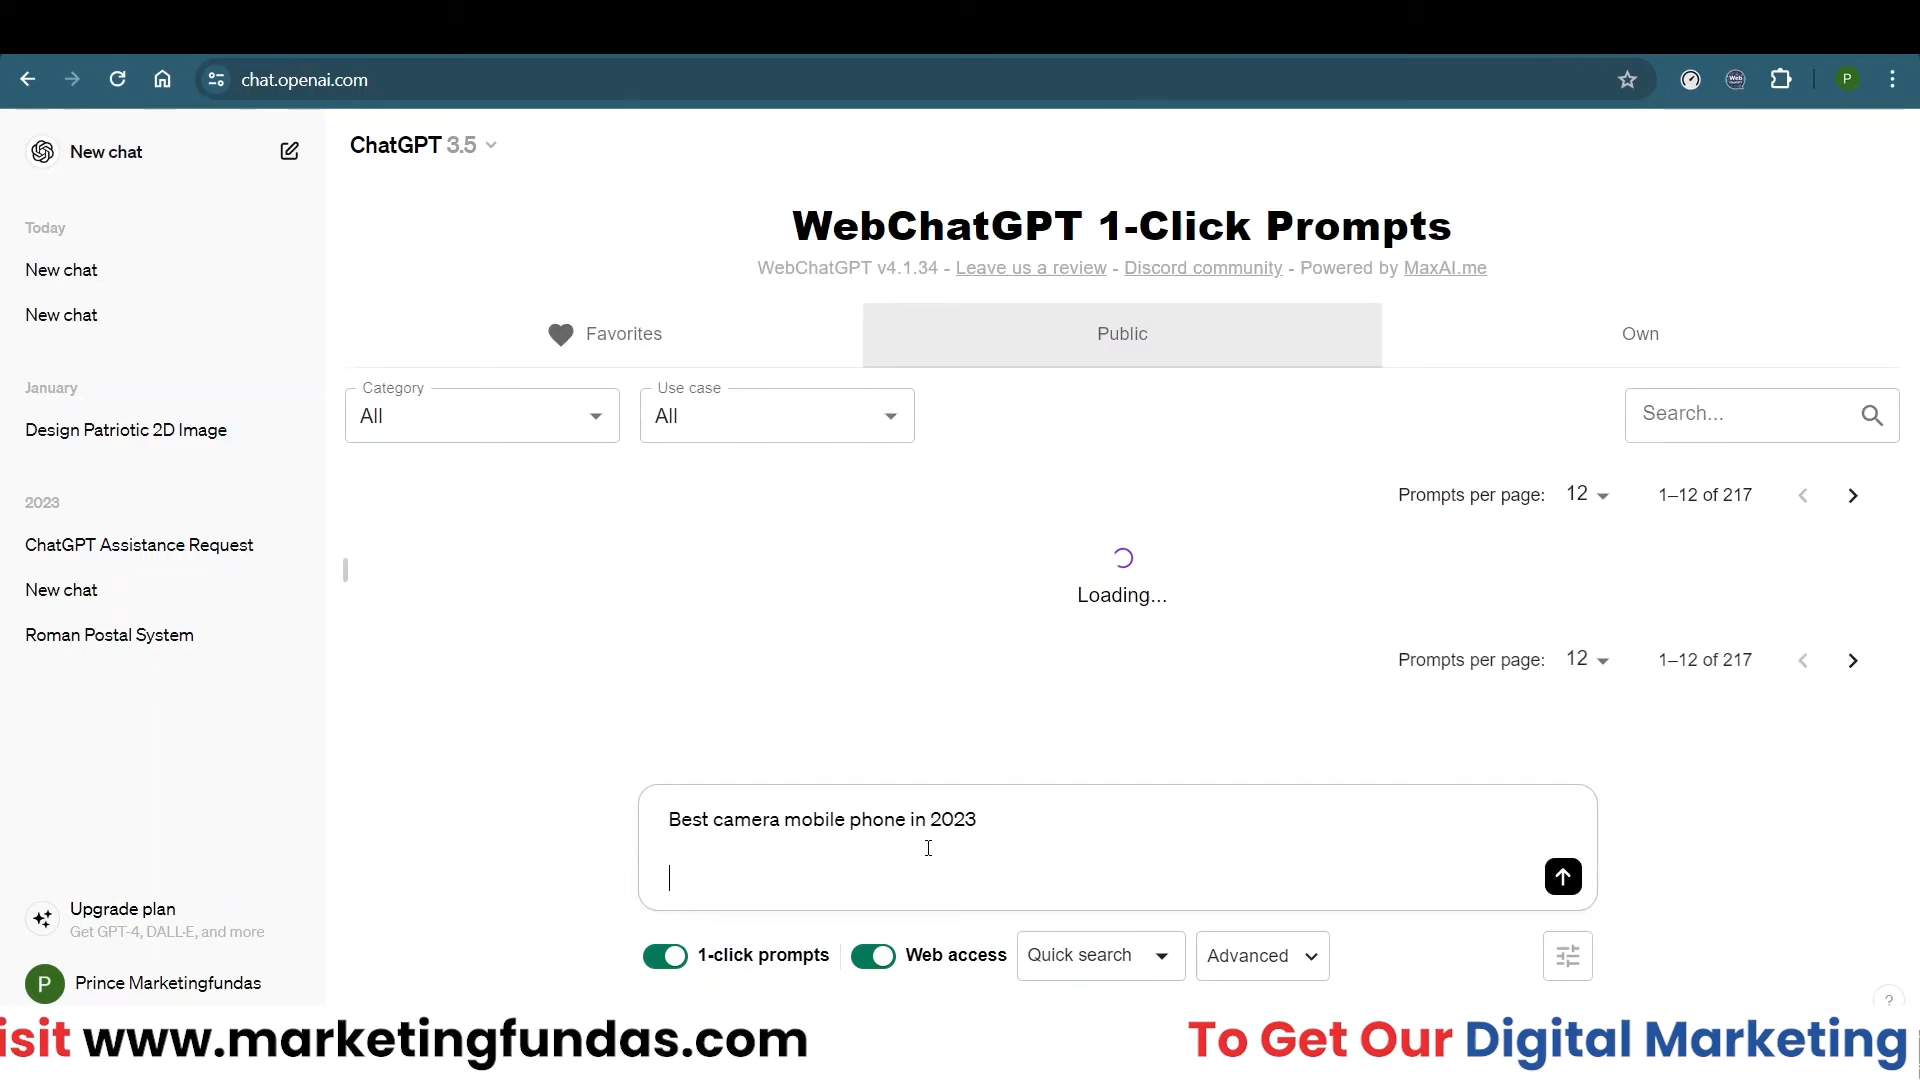 chat.openai.com
Web
P
New chat
ChatGPT 3.5
Today
New chat
New chat
January
Design Patriotic 2D Image
2023
ChatGPT Assistance Request
New chat
Roman Postal System
Upgrade plan
Get GPT-4, DALL·E, and more
P
Prince Marketingfundas
WebChatGPT 1-Click Prompts
WebChatGPT v4.1.34 - Leave us a review - Discord community - Powered by MaxAI.me
Favorites
Public
Own
Category
All
Use case
All
Search...
Prompts per page: 12 1–12 of 217
Loading...
Prompts per page: 12 1–12 of 217
Best camera mobile phone in 2023
1-click prompts
Web access
Quick search
Advanced
?
isit www.marketingfundas.com To Get Our Digital Marketing